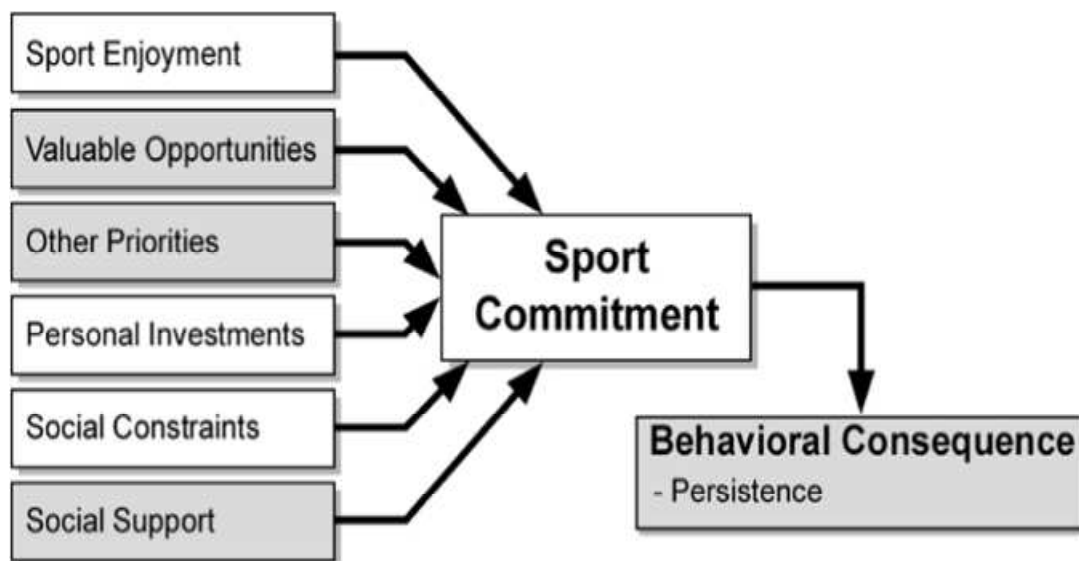 Sport Enjoyment
Valuable Opportunities
Other Priorities
Personal Investments
Social Constraints
Social Support
Sport
Commitment
Behavioral Consequence
- Persistence